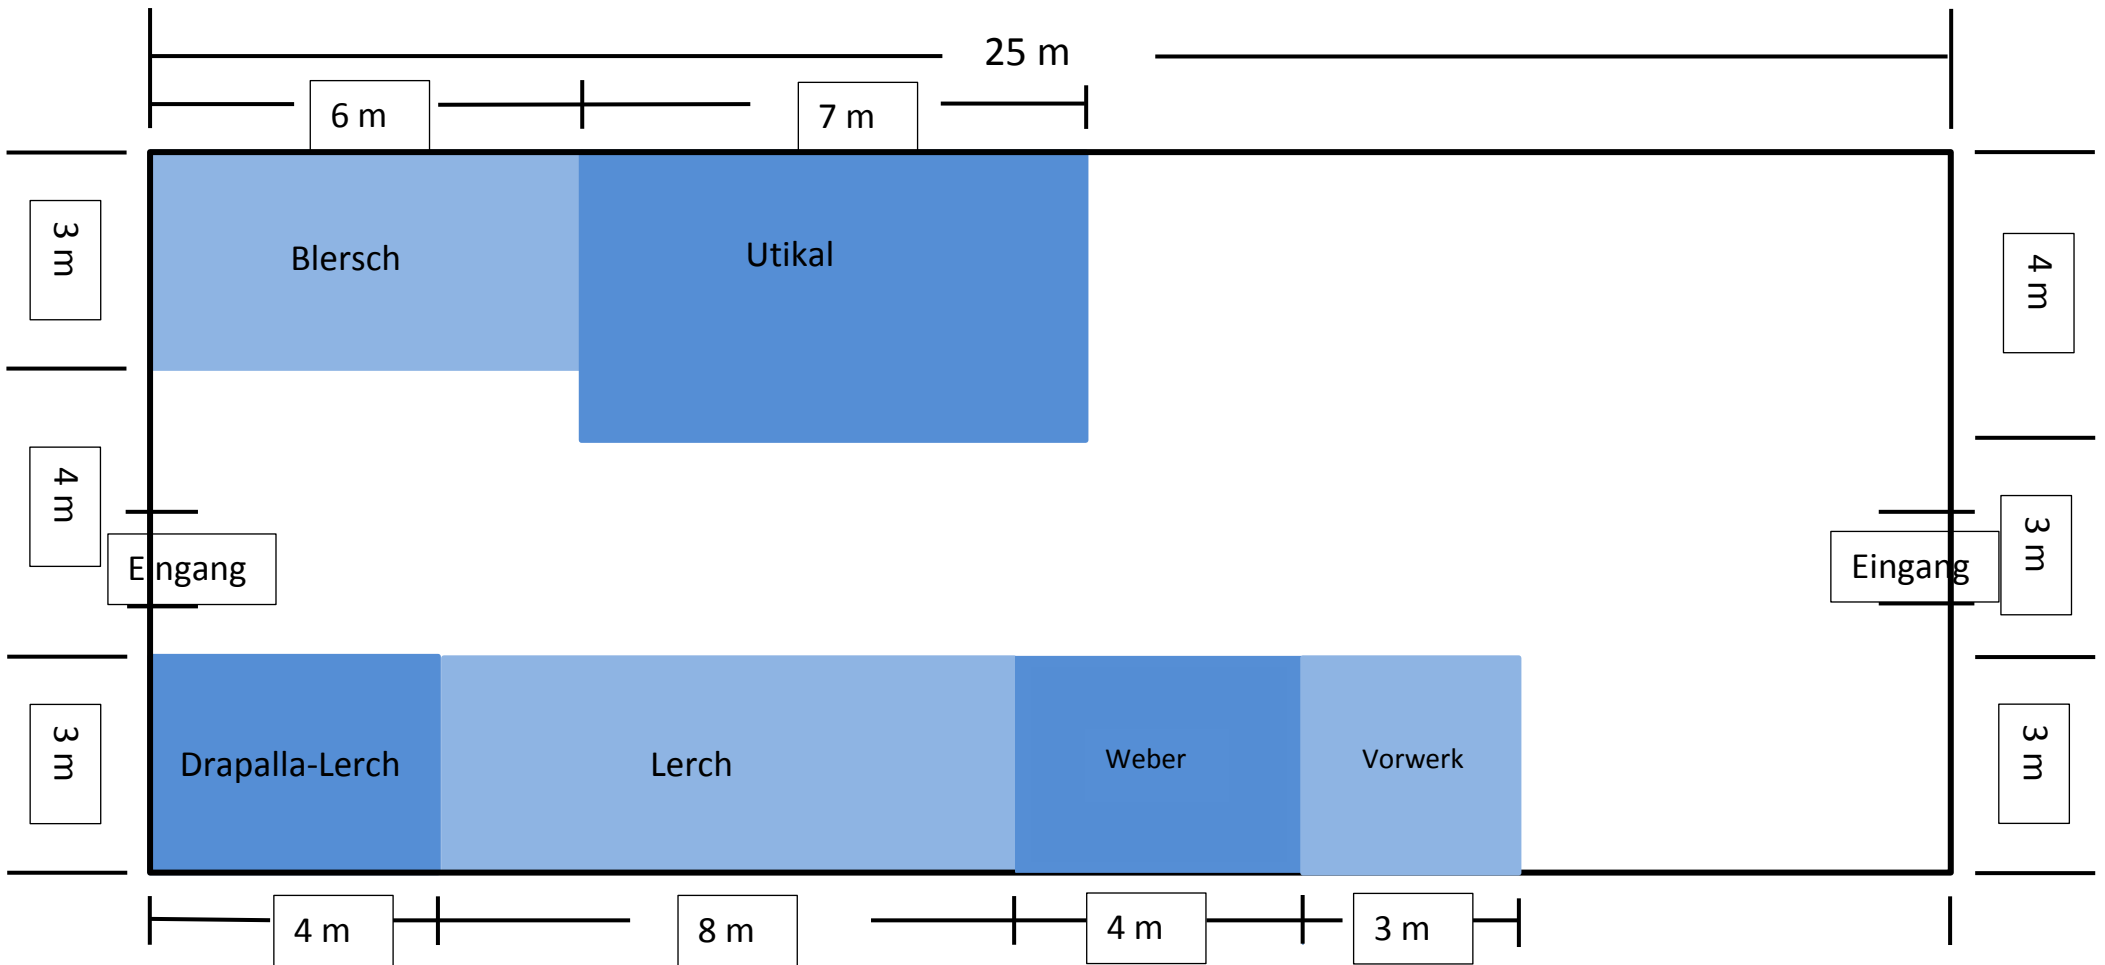 25 m
6 m
7 m
3 m
Blersch
Utikal
4 m
4 m
Eingang
Eingang
3 m
3 m
Drapalla-Lerch
Lerch
Weber
Vorwerk
3 m
4 m
8 m
4 m
3 m